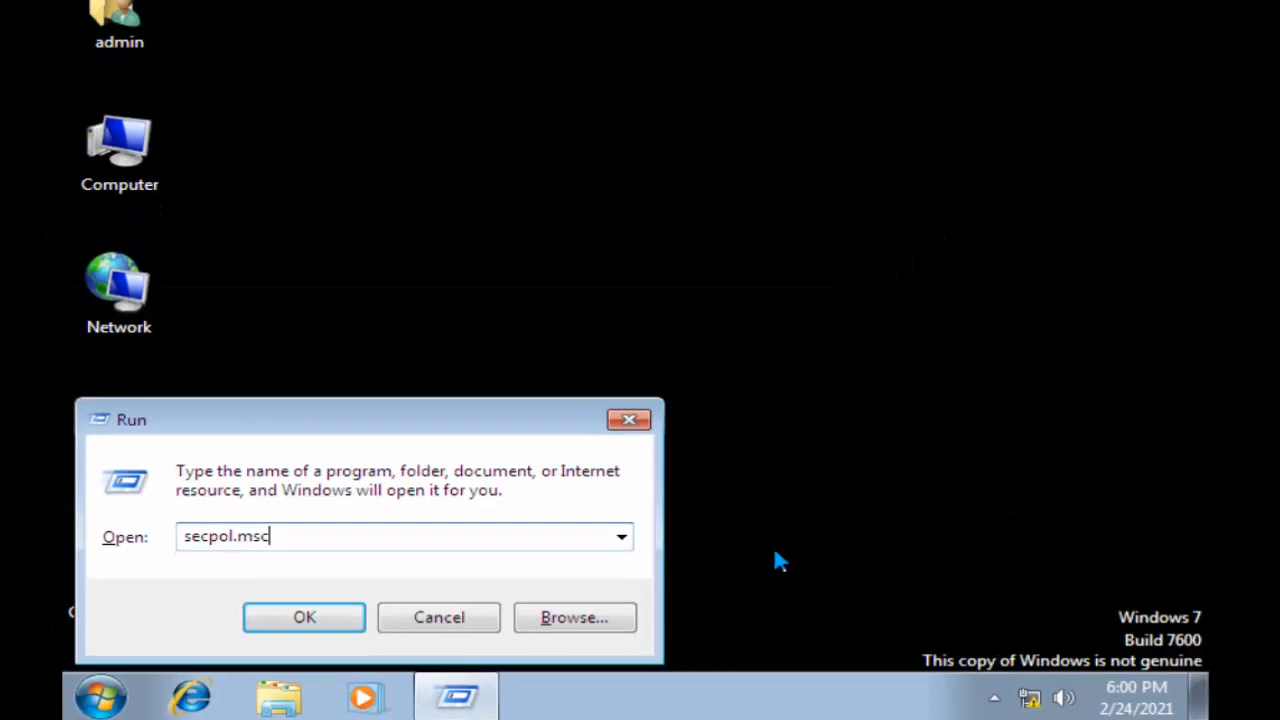 admin
Computer
Network
Run
Type the name of a program, folder, document, or Internet
resource, and Windows will open it for you.
Open:
secpol.msc
OK
Cancel
Browse...
Windows 7
Build 7600
This copy of Windows is not genuine
6:00 PM
2/24/2021